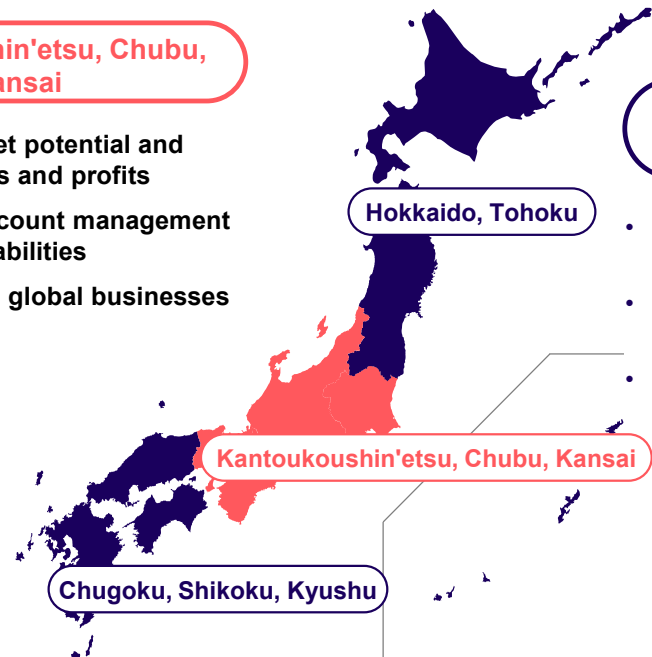 hin'etsu, Chubu,
ansai
et potential and
s and profits
count management
abilities
global businesses
Hokkaido, Tohoku
Kantoukoushin'etsu, Chubu, Kansai
Chugoku, Shikoku, Kyushu